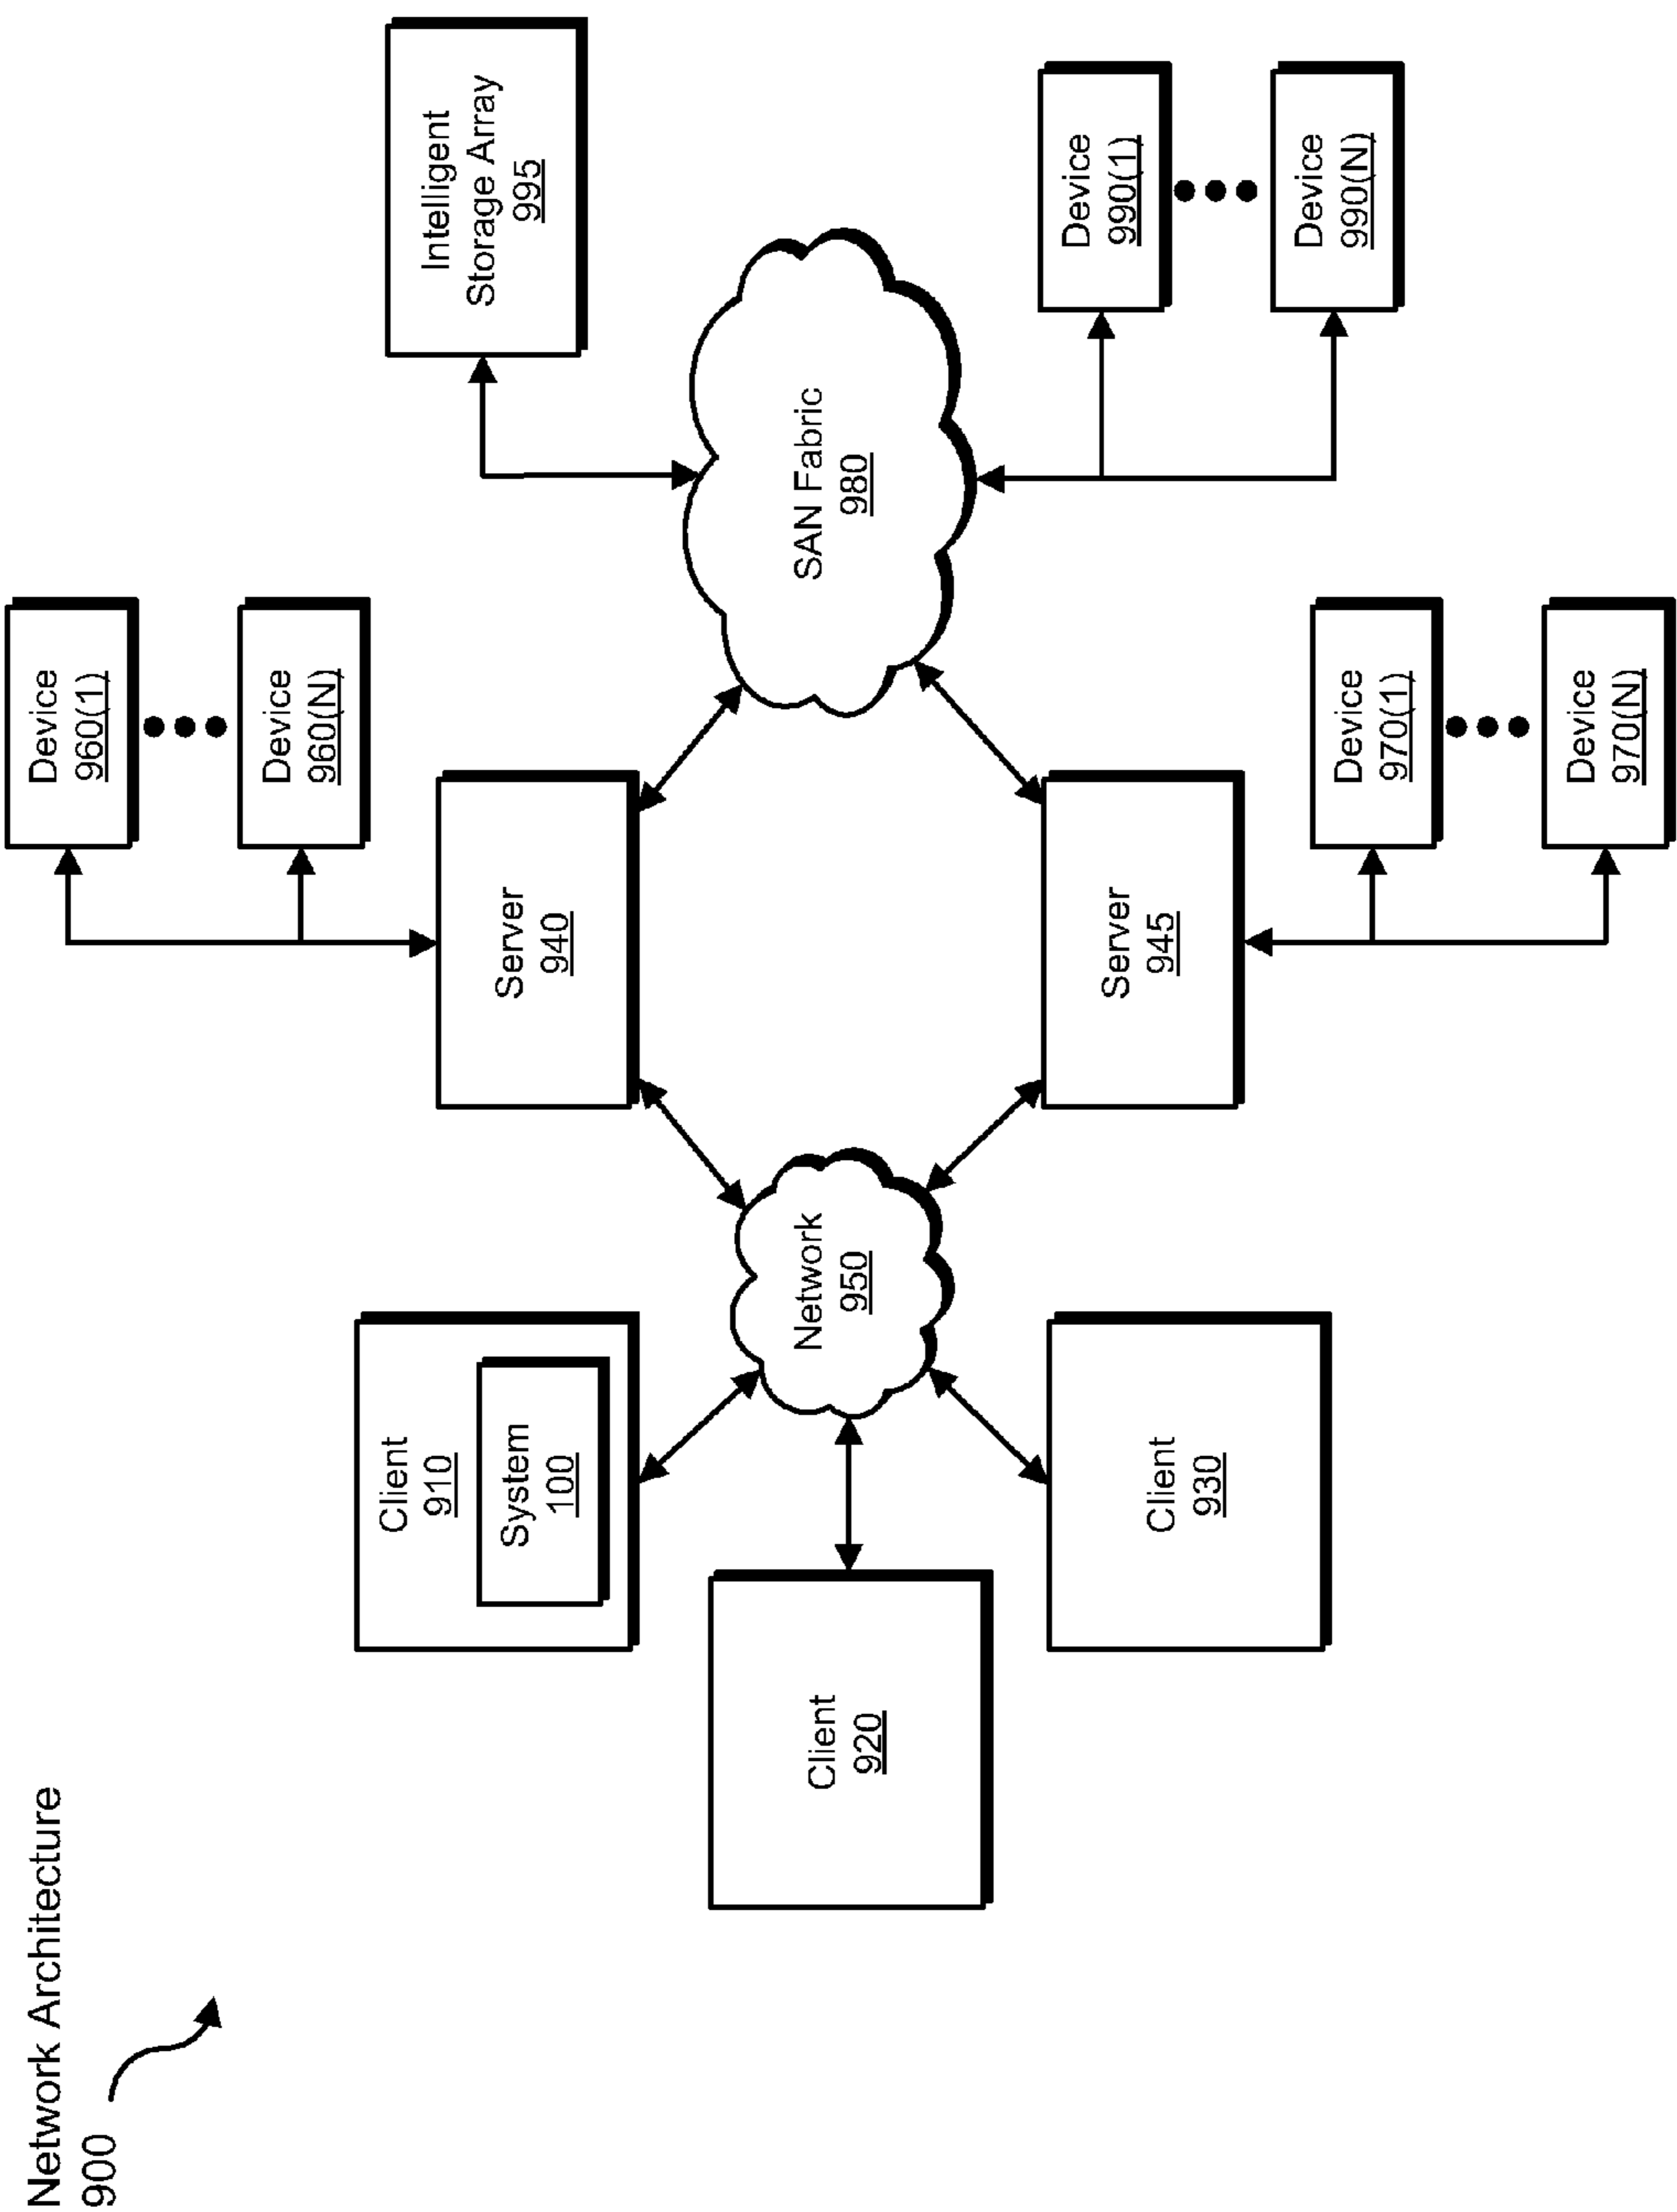 Network Architecture
900
Client
910
System
100
Client
920
Client
930
Network
950
Server
940
Server
945
Device
960(1)
Device
960(N)
Device
970(1)
Device
970(N)
SAN Fabric
980
Intelligent
Storage Array
995
Device
990(1)
Device
990(N)